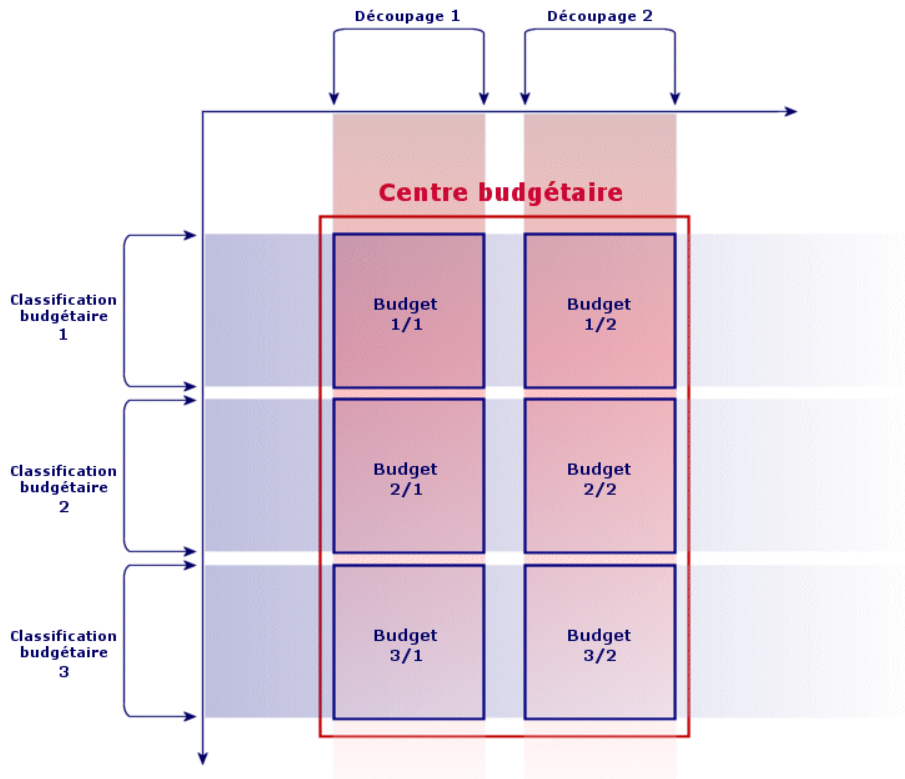 Découpage 1
Découpage 2
Centre budgétaire
Classification
budgétaire
1
Budget
1/1
Budget
1/2
Classification
budgétaire
2
Budget
2/1
Budget
2/2
Classification
budgétaire
3
Budget
3/1
Budget
3/2